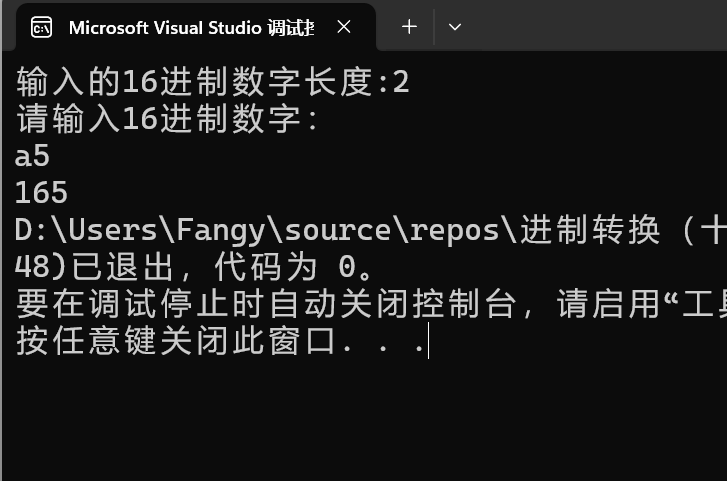 Microsoft Visual Studio 调试
输入的16进制数字长度:2
请输入16进制数字:
a5
165
D:\Users\Fangy\source\repos\进制转换（十
48)已退出，代码为 0。
要在调试停止时自动关闭控制台，请启用“工具
按任意键关闭此窗口. . .